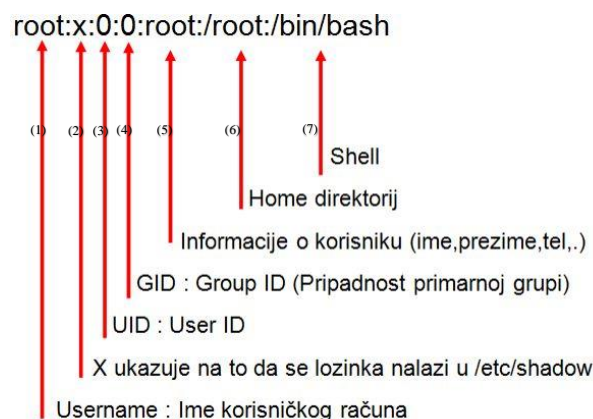 root:x:0:0:root:/root:/bin/bash
(1) (2) (3) (4) (5) (6) (7)
Shell
Home direktorij
Informacije o korisniku (ime,prezime,tel,.)
GID : Group ID (Pripadnost primarnoj grupi)
UID : User ID
X ukazuje na to da se lozinka nalazi u /etc/shadow
Username : Ime korisničkog računa